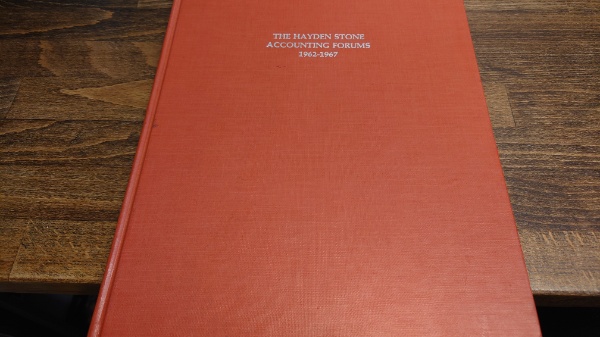 THE HAYDEN STONE
ACCOUNTING FORUMS
1962-1967